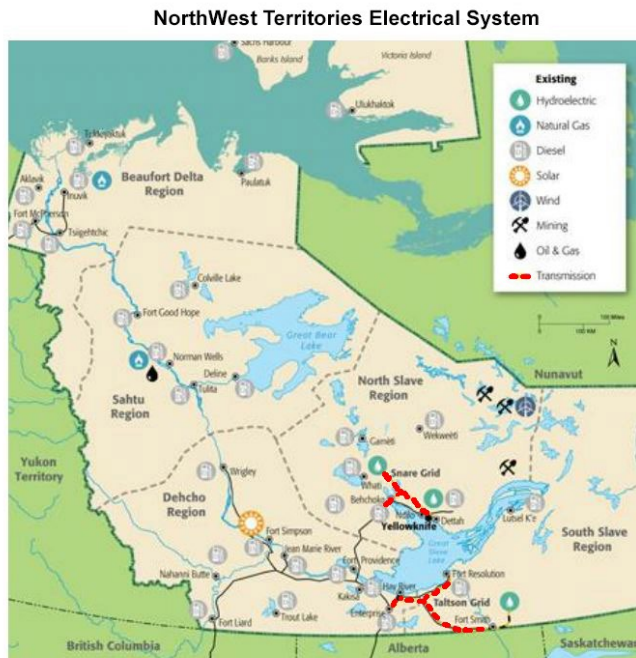 NorthWest Territories Electrical System
Sachs Harbour
Banks Island
Victoria Island
Ulukhaktok
Existing
Hydroelectric
Natural Gas
Diesel
Solar
Wind
Mining
Oil & Gas
Transmission
100 Miles
100 KM
N
Tuktoyaktuk
Aklavik
Inuvik
Beaufort Delta
Region
Paulatuk
Fort McPherson
Tsiigehtchic
Colville Lake
Fort Good Hope
Great Bear
Lake
Norman Wells
Deline
Tulita
Sahtu
Region
North Slave
Region
Nunavut
Gamèti
Wekweèti
Yukon
Territory
Wrigley
Whati
Snare Grid
Behchoko
Ndilo
Dettah
Yellowknife
Dehcho
Region
Lutsel K'e
South Slave
Region
Fort Simpson
Jean Marie River
Great
Slave
Lake
Nahanni Butte
Fort Providence
Kakisa
Hay River
Fort Resolution
Enterprise
Taltson Grid
Fort Liard
Trout Lake
Fort Smith
British Columbia
Alberta
Saskatchewa